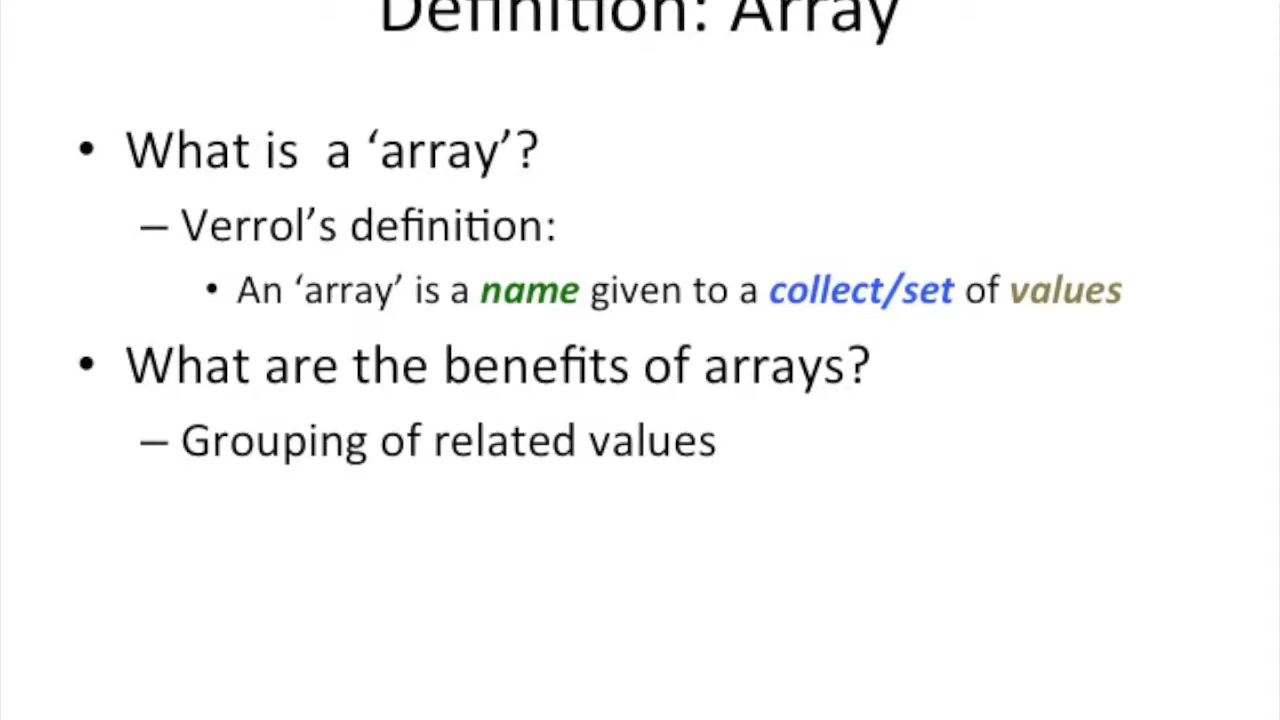 Definition: Array
• What is  a ‘array’?
– Verrol’s definition:
• An ‘array’ is a name given to a collect/set of values
• What are the benefits of arrays?
– Grouping of related values